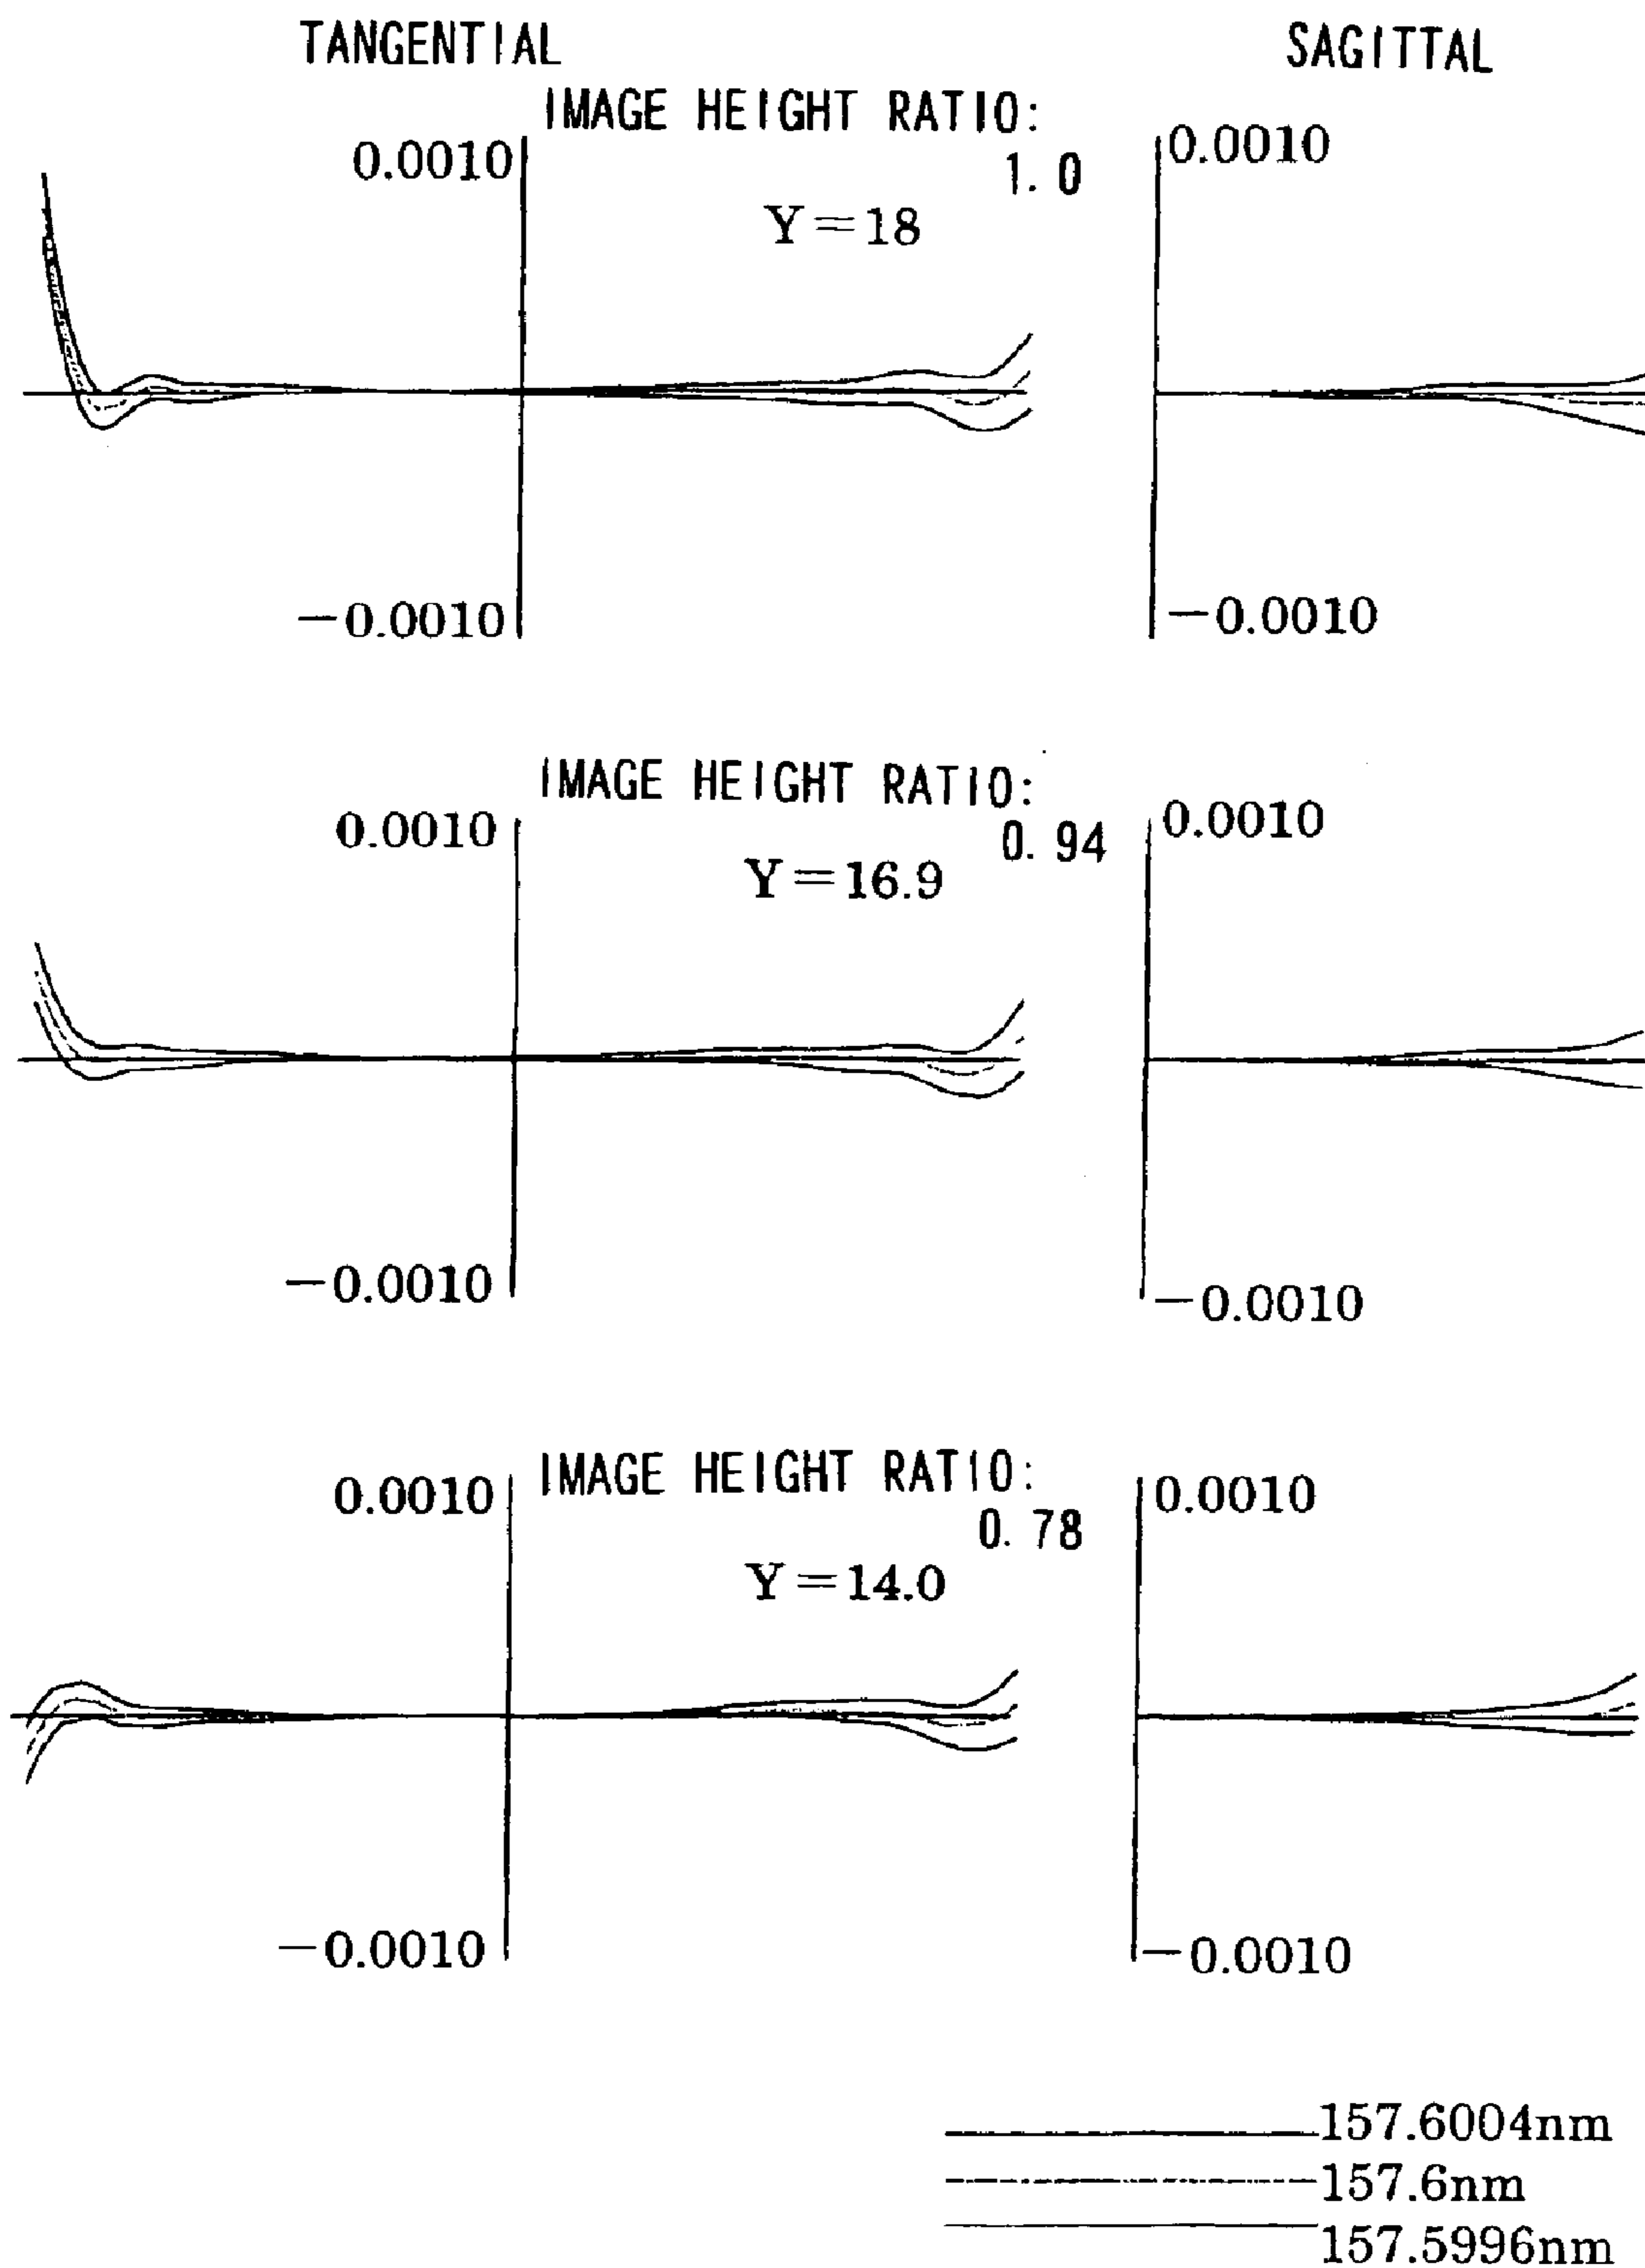 TANGENTIAL
SAGITTAL
IMAGE HEIGHT RATIO:
1.0
0.0010
0.0010
Y=18
−0.0010
−0.0010
IMAGE HEIGHT RATIO:
0.94
0.0010
0.0010
Y=16.9
−0.0010
−0.0010
IMAGE HEIGHT RATIO:
0.78
0.0010
0.0010
Y=14.0
−0.0010
−0.0010
157.6004nm
157.6nm
157.5996nm